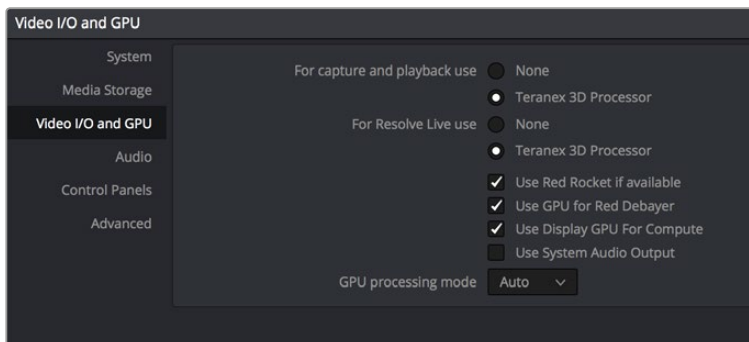 Video I/O and GPU
System
Media Storage
Video I/O and GPU
Audio
Control Panels
Advanced
For capture and playback use None
Teranex 3D Processor
For Resolve Live use None
Teranex 3D Processor
Use Red Rocket if available
Use GPU for Red Debayer
Use Display GPU For Compute
Use System Audio Output
GPU processing mode Auto